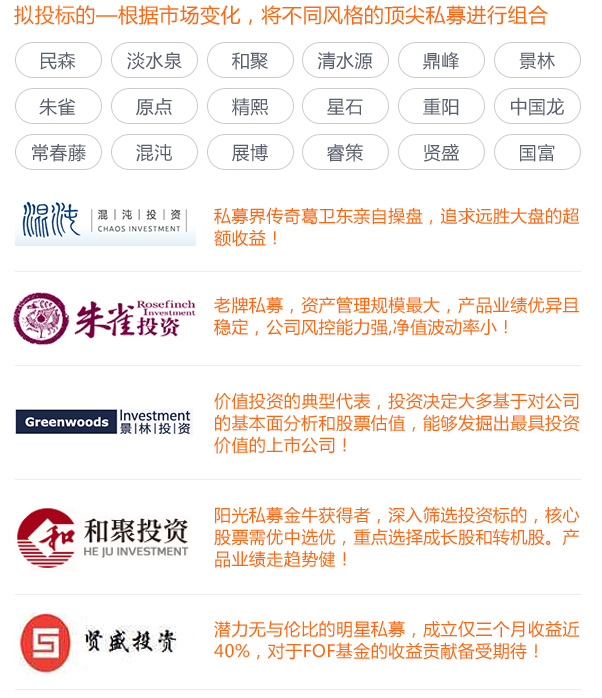 拟投标的—根据市场变化，将不同风格的顶尖私募进行组合
民森 淡水泉 和聚 清水源 鼎峰 景林
朱雀 原点 精熙 星石 重阳 中国龙
常春藤 混沌 展博 睿策 贤盛 国富
混沌 混|沌|投|资
CHAOS INVESTMENT
私募界传奇葛卫东亲自操盘，追求远胜大盘的超
额收益！
朱雀投资 Rosefinch
Investment
老牌私募，资产管理规模最大，产品业绩优异且
稳定，公司风控能力强,净值波动率小！
Greenwoods Investment
景|林|投|资
价值投资的典型代表，投资决定大多基于对公司
的基本面分析和股票估值，能够发掘出最具投资
价值的上市公司！
和 和聚投资
HE JU INVESTMENT
阳光私募金牛获得者，深入筛选投资标的，核心
股票需优中选优，重点选择成长股和转机股。产
品业绩走趋势健！
贤盛投资
潜力无与伦比的明星私募，成立仅三个月收益近
40%，对于FOF基金的收益贡献备受期待！